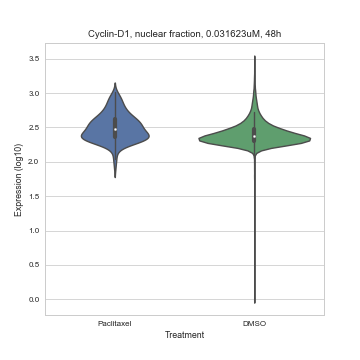 Cyclin-D1, nuclear fraction, 0.031623uM, 48h
3.5
3.0
2.5
2.0
1.5
1.0
0.5
0.0
Expression (log10)
Paclitaxel
DMSO
Treatment